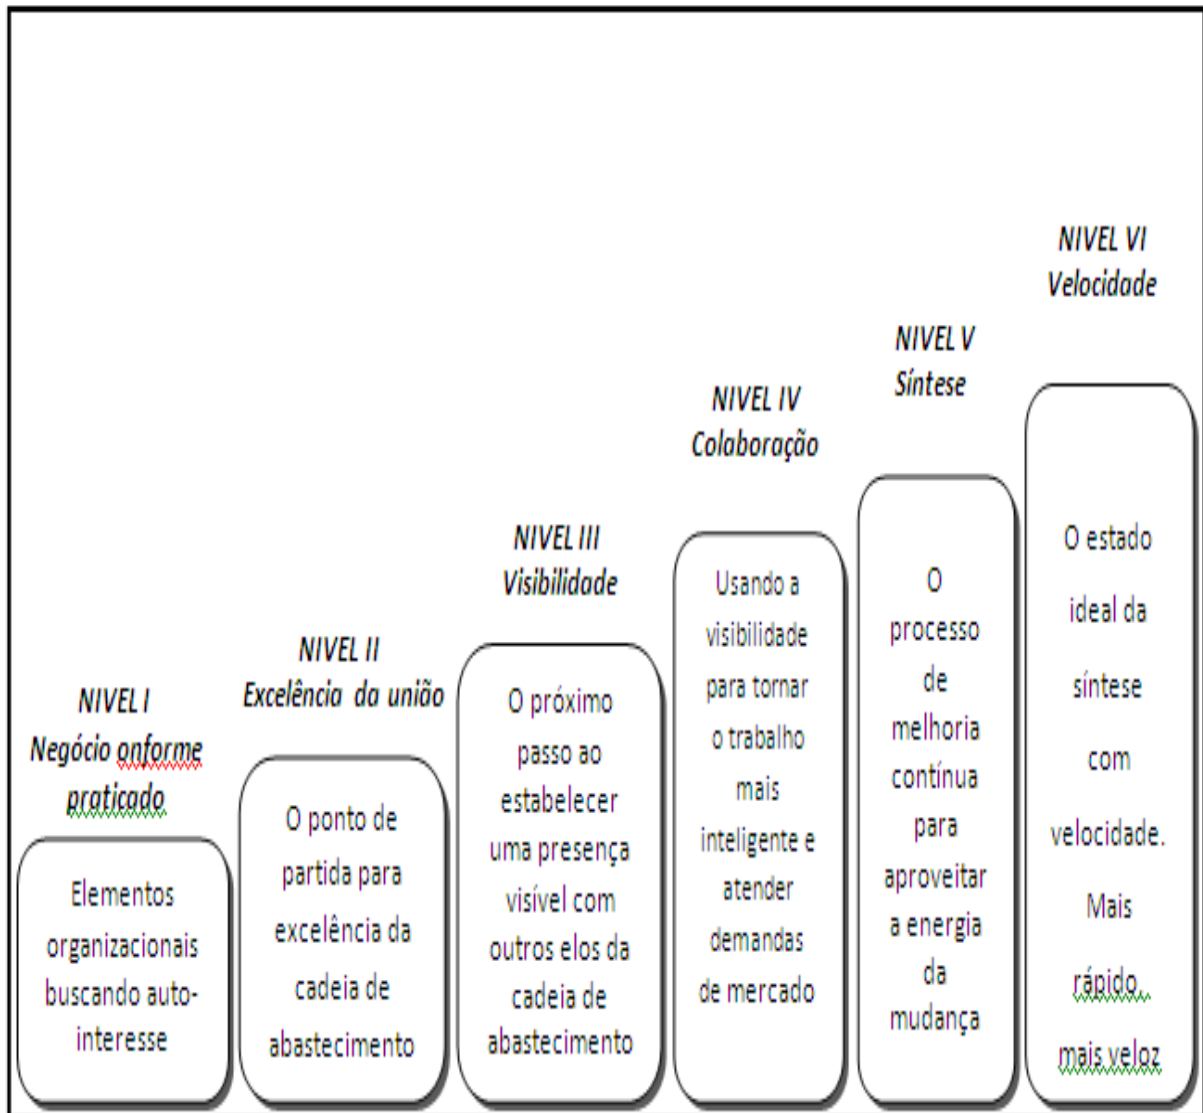 NIVEL I
Negócio onforme
praticado
Elementos
organizacionais
buscando auto-
interesse
NIVEL II
Excelência da união
O ponto de
partida para
excelência da
cadeia de
abastecimento
NIVEL III
Visibilidade
O próximo
passo ao
estabelecer
uma presença
visível com
outros elos da
cadeia de
abastecimento
NIVEL IV
Colaboração
Usando a
visibilidade
para tornar
o trabalho
mais
inteligente e
atender
demandas
de mercado
NIVEL V
Síntese
O
processo
de
melhoria
contínua
para
aproveitar
a energia
da
mudança
NIVEL VI
Velocidade
O estado
ideal da
síntese
com
velocidade.
Mais
rápido,
mais veloz